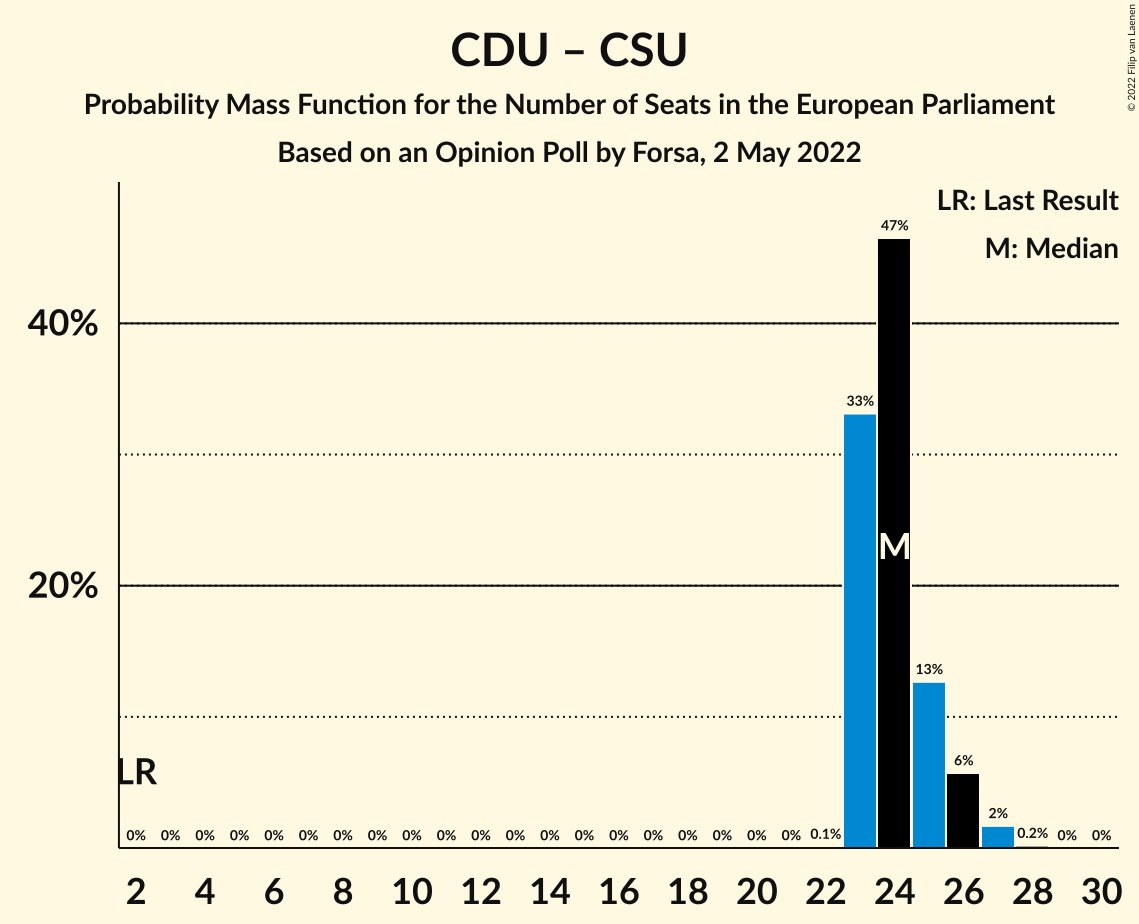 CDU – CSU
Probability Mass Function for the Number of Seats in the European Parliament
Based on an Opinion Poll by Forsa, 2 May 2022
© 2022 Filip van Laenen
LR: Last Result
M: Median
47%
40%
33%
M
20%
13%
6%
LR
2%
0% 0% 0% 0% 0% 0% 0% 0% 0% 0% 0% 0% 0% 0% 0% 0% 0% 0% 0% 0% 0.1% 0.2% 0% 0%
2 4 6 8 10 12 14 16 18 20 22 24 26 28 30